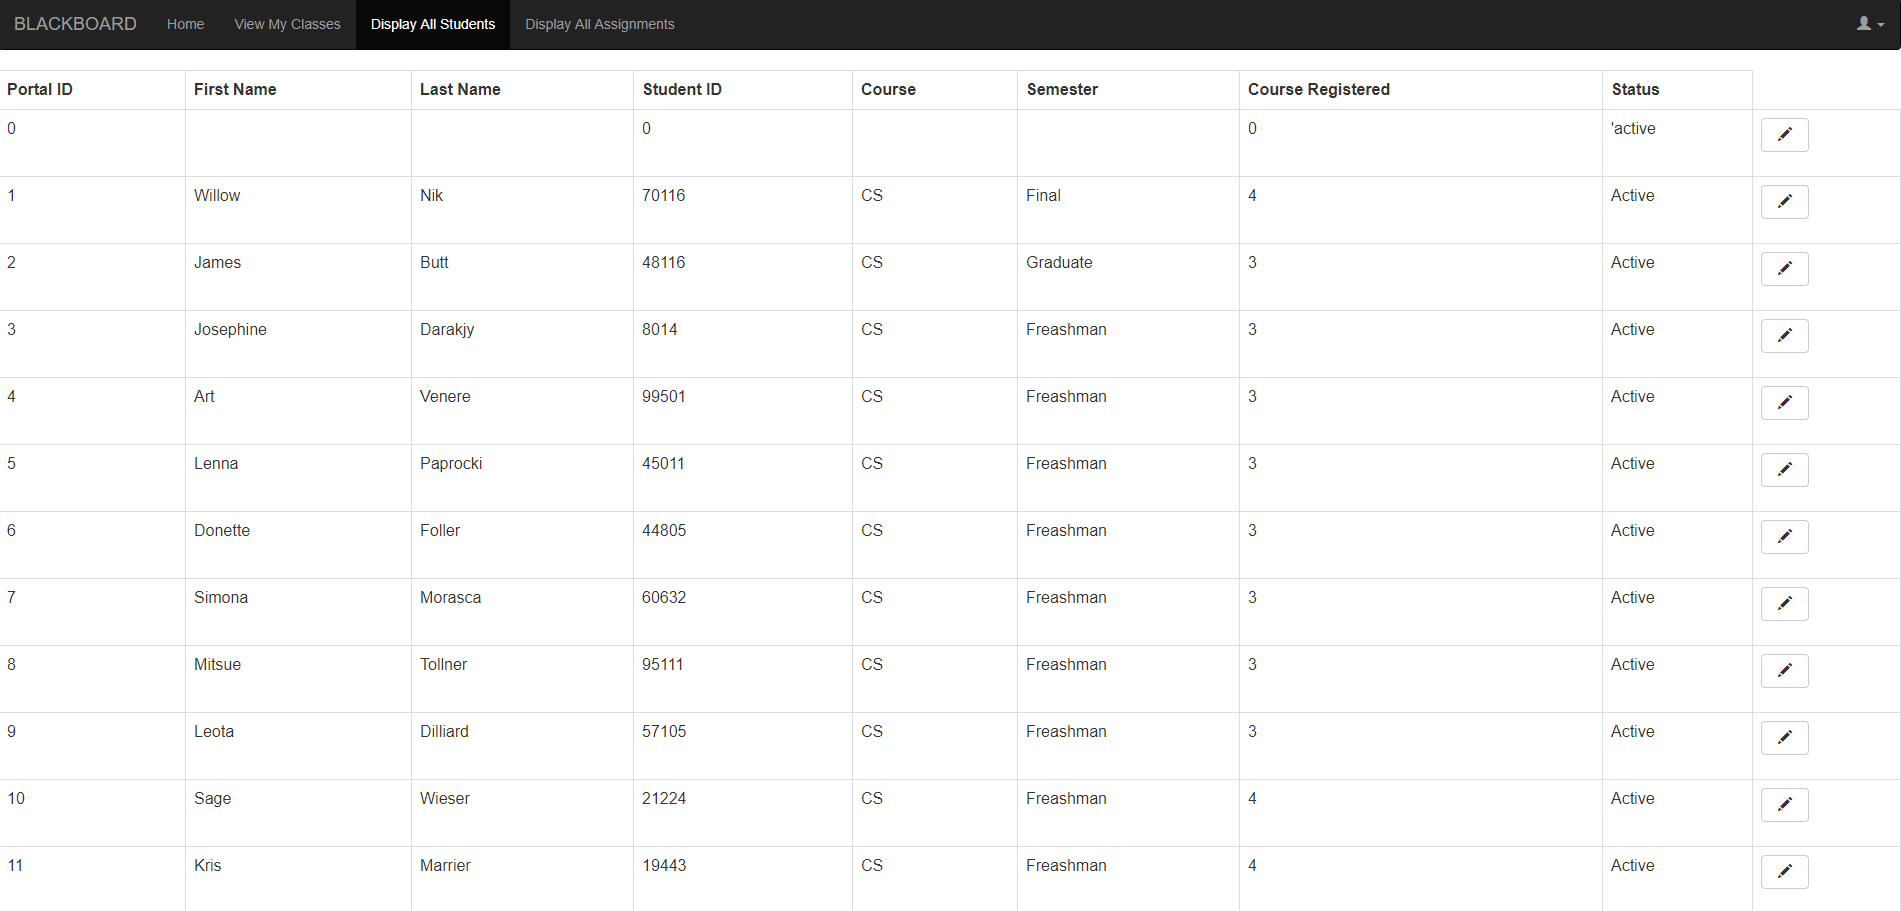 BLACKBOARD Home View My Classes Display All Students Display All Assignments
Portal ID First Name Last Name Student ID Course Semester Course Registered Status
0 0 0 'active
1 Willow Nik 70116 CS Final 4 Active
2 James Butt 48116 CS Graduate 3 Active
3 Josephine Darakjy 8014 CS Freashman 3 Active
4 Art Venere 99501 CS Freashman 3 Active
5 Lenna Paprocki 45011 CS Freashman 3 Active
6 Donette Foller 44805 CS Freashman 3 Active
7 Simona Morasca 60632 CS Freashman 3 Active
8 Mitsue Tollner 95111 CS Freashman 3 Active
9 Leota Dilliard 57105 CS Freashman 3 Active
10 Sage Wieser 21224 CS Freashman 4 Active
11 Kris Marrier 19443 CS Freashman 4 Active